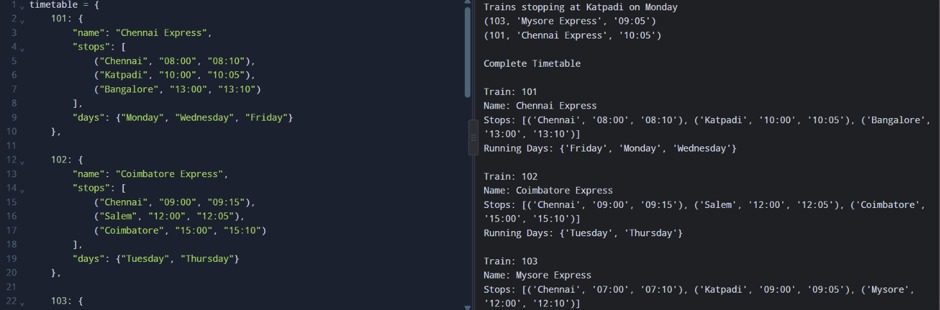 1 timetable = {
2 101: {
3 "name": "Chennai Express",
4 "stops": [
5 ("Chennai", "08:00", "08:10"),
6 ("Katpadi", "10:00", "10:05"),
7 ("Bangalore", "13:00", "13:10")
8 ],
9 "days": {"Monday", "Wednesday", "Friday"}
10 },
11
12 102: {
13 "name": "Coimbatore Express",
14 "stops": [
15 ("Chennai", "09:00", "09:15"),
16 ("Salem", "12:00", "12:05"),
17 ("Coimbatore", "15:00", "15:10")
18 ],
19 "days": {"Tuesday", "Thursday"}
20 },
21
22 103: {
Trains stopping at Katpadi on Monday
(103, 'Mysore Express', '09:05')
(101, 'Chennai Express', '10:05')
Complete Timetable
Train: 101
Name: Chennai Express
Stops: [('Chennai', '08:00', '08:10'), ('Katpadi', '10:00', '10:05'), ('Bangalore',
'13:00', '13:10')]
Running Days: {'Friday', 'Monday', 'Wednesday'}
Train: 102
Name: Coimbatore Express
Stops: [('Chennai', '09:00', '09:15'), ('Salem', '12:00', '12:05'), ('Coimbatore',
'15:00', '15:10')]
Running Days: {'Tuesday', 'Thursday'}
Train: 103
Name: Mysore Express
Stops: [('Chennai', '07:00', '07:10'), ('Katpadi', '09:00', '09:05'), ('Mysore',
'12:00', '12:10')]